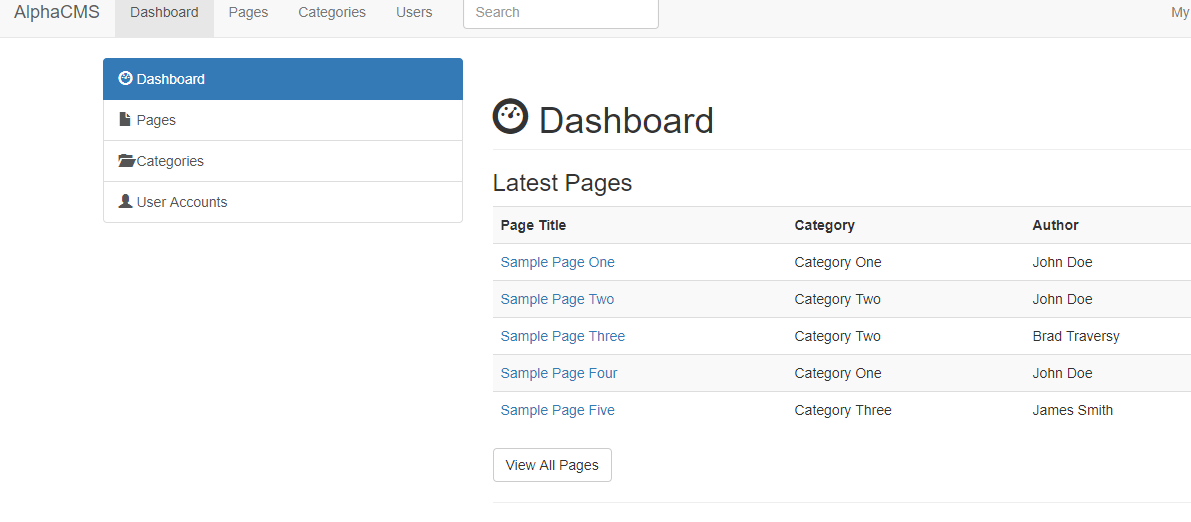 AlphaCMS Dashboard Pages Categories Users Search My
Dashboard
Pages
Categories
User Accounts
Dashboard
Latest Pages
Page Title Category Author
Sample Page One Category One John Doe
Sample Page Two Category Two John Doe
Sample Page Three Category Two Brad Traversy
Sample Page Four Category One John Doe
Sample Page Five Category Three James Smith
View All Pages